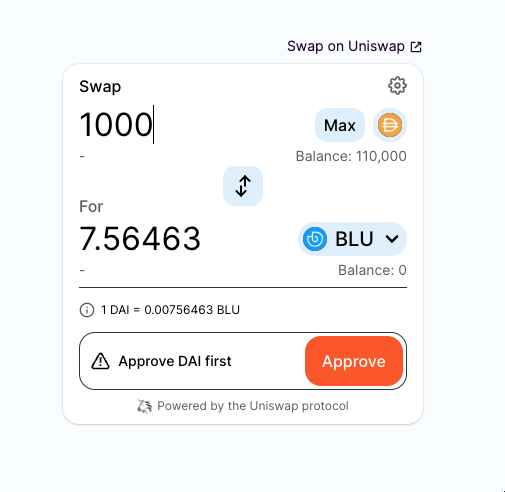 Swap on Uniswap
Swap
1000 Max
- Balance: 110,000
For
7.56463 BLU
- Balance: 0
1 DAI = 0.00756463 BLU
Approve DAI first Approve
Powered by the Uniswap protocol